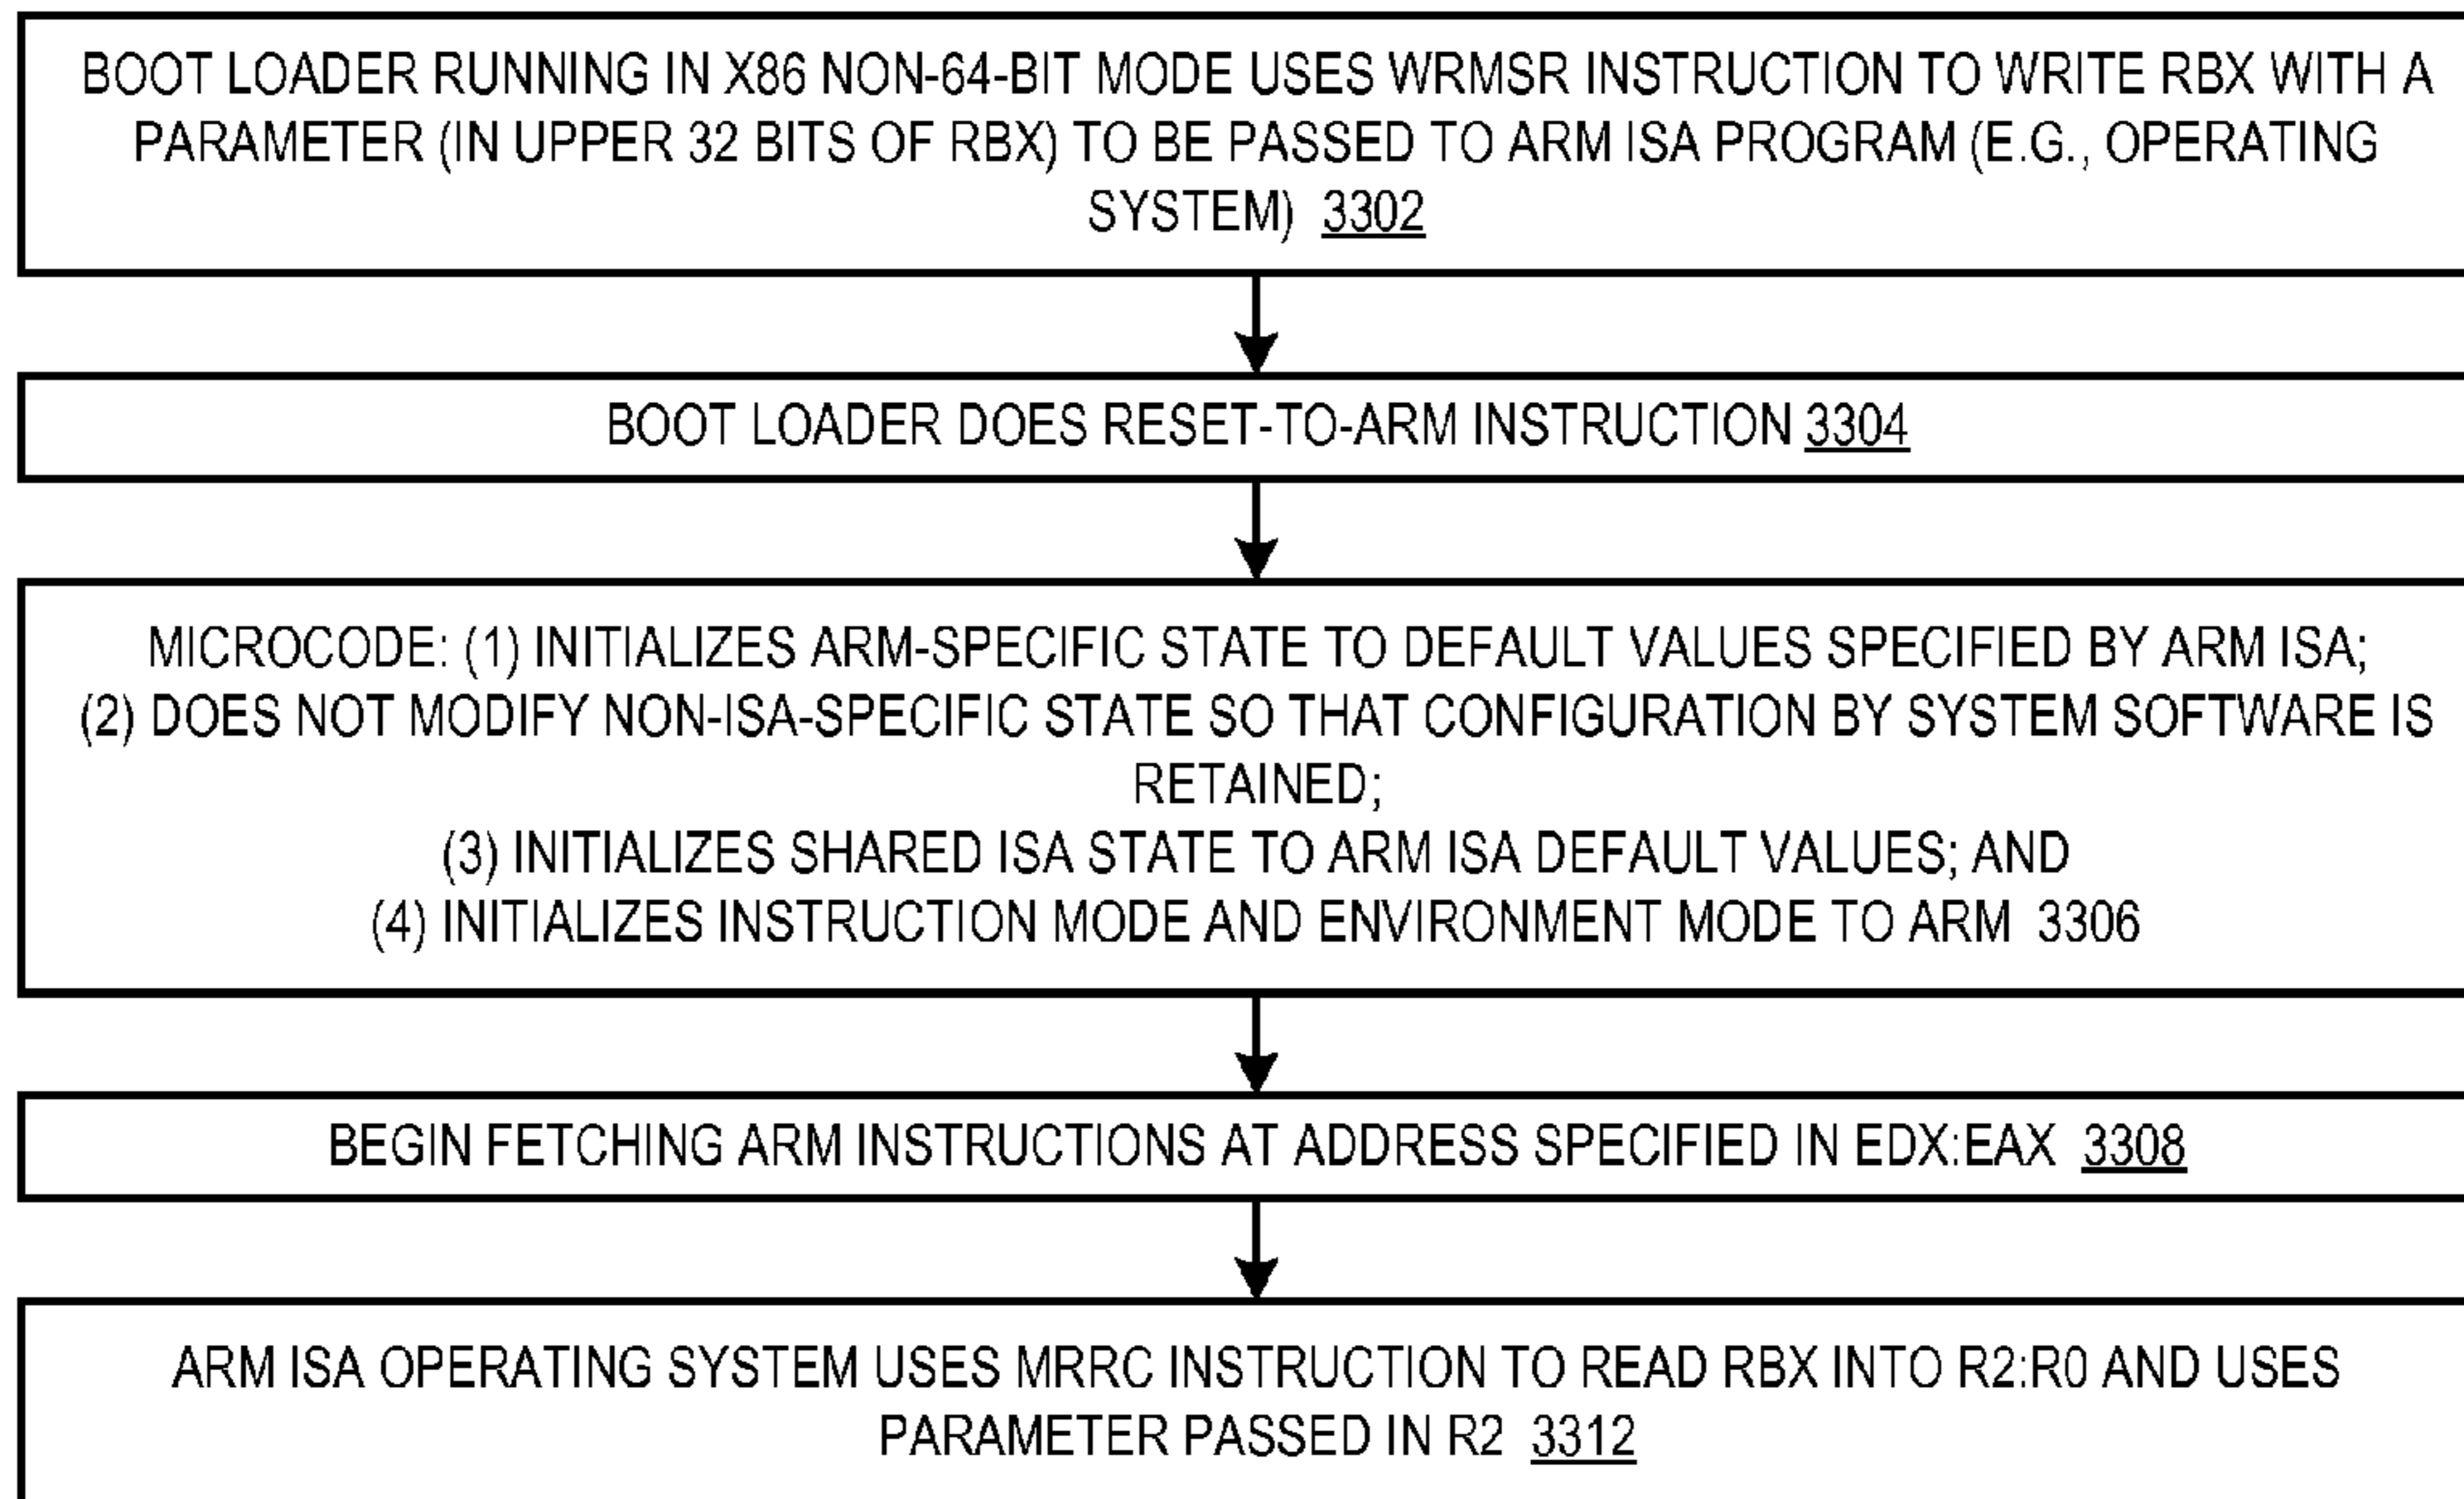 BOOT LOADER RUNNING IN X86 NON-64-BIT MODE USES WRMSR INSTRUCTION TO WRITE RBX WITH A
PARAMETER (IN UPPER 32 BITS OF RBX) TO BE PASSED TO ARM ISA PROGRAM (E.G., OPERATING
SYSTEM) 3302
BOOT LOADER DOES RESET-TO-ARM INSTRUCTION 3304
MICROCODE: (1) INITIALIZES ARM-SPECIFIC STATE TO DEFAULT VALUES SPECIFIED BY ARM ISA;
(2) DOES NOT MODIFY NON-ISA-SPECIFIC STATE SO THAT CONFIGURATION BY SYSTEM SOFTWARE IS
RETAINED;
(3) INITIALIZES SHARED ISA STATE TO ARM ISA DEFAULT VALUES; AND
(4) INITIALIZES INSTRUCTION MODE AND ENVIRONMENT MODE TO ARM 3306
BEGIN FETCHING ARM INSTRUCTIONS AT ADDRESS SPECIFIED IN EDX:EAX 3308
ARM ISA OPERATING SYSTEM USES MRRC INSTRUCTION TO READ RBX INTO R2:R0 AND USES
PARAMETER PASSED IN R2 3312